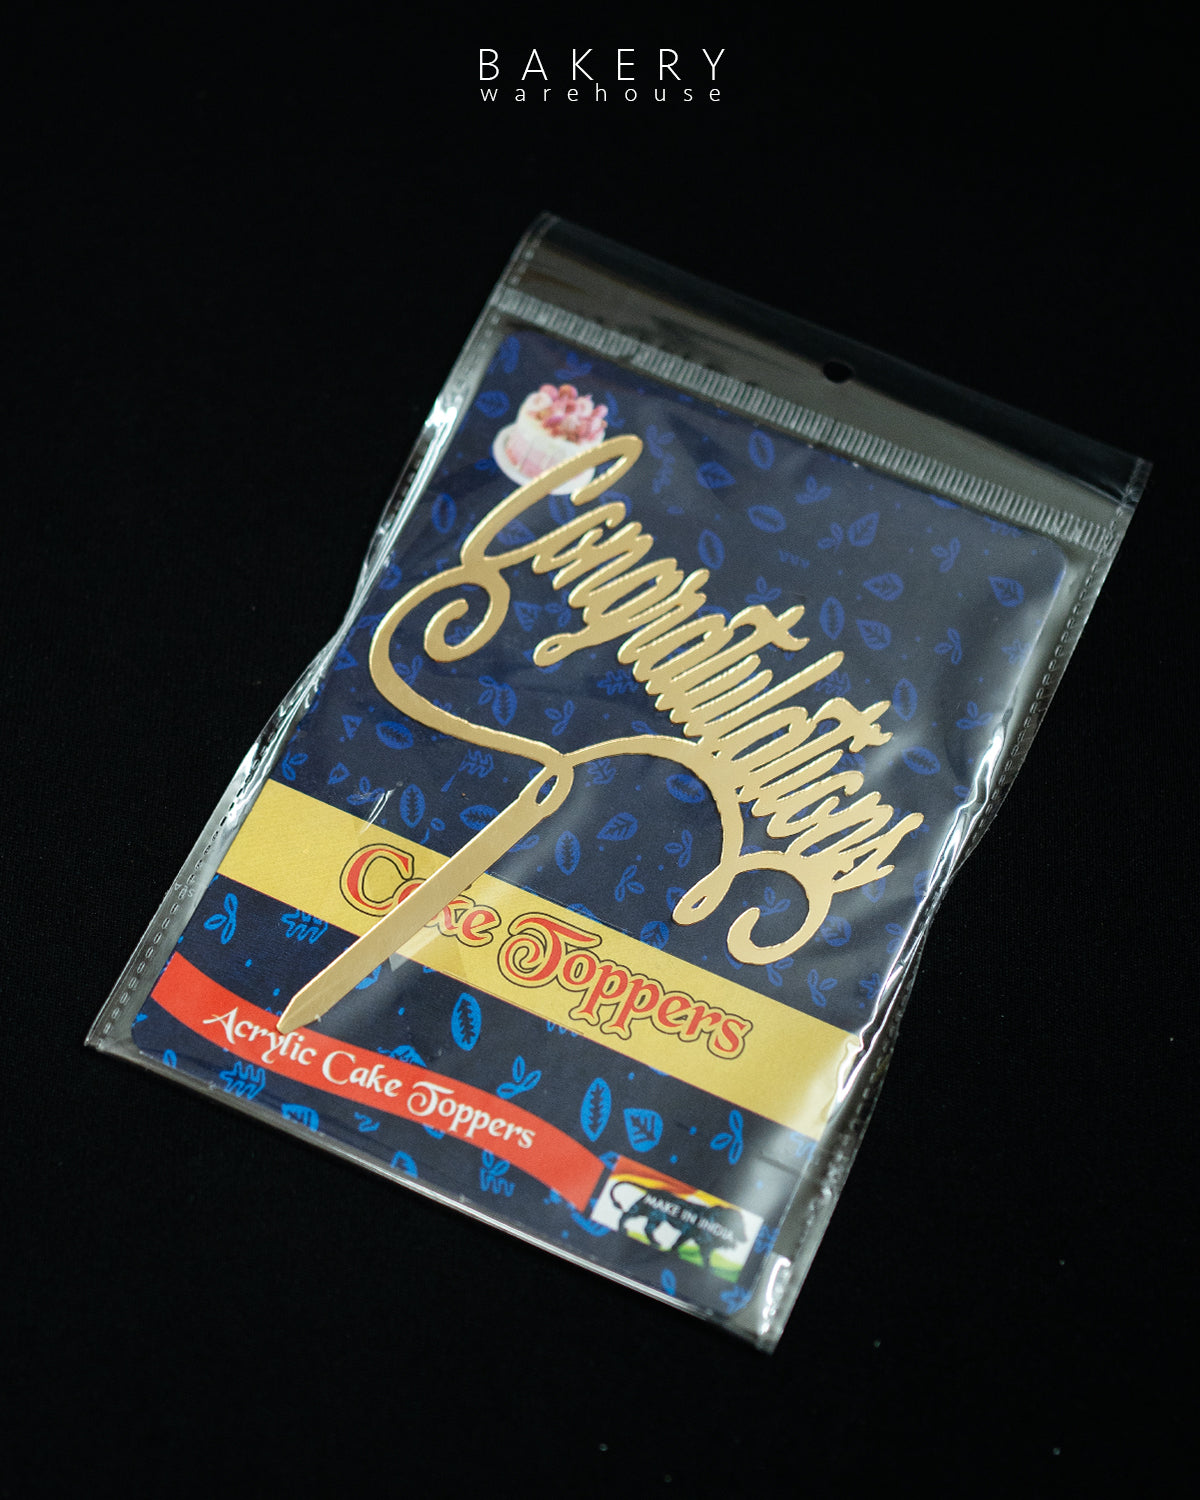 BAKERY
warehouse
Congratulations
Cake Toppers
Acrylic Cake Toppers
MAKE IN INDIA